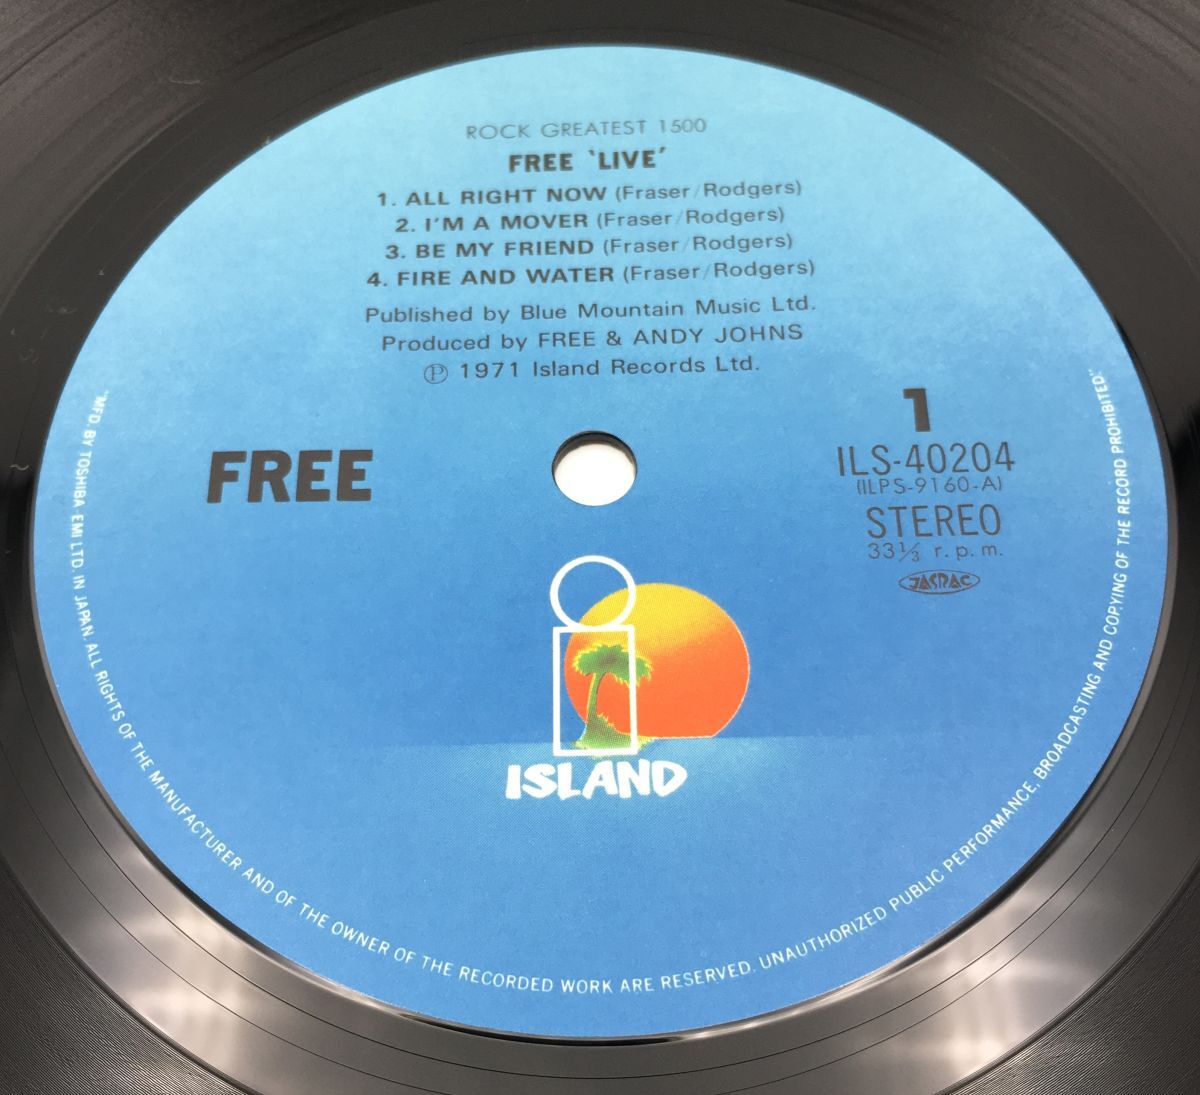 ROCK GREATEST 1500
FREE 'LIVE'
1. ALL RIGHT NOW (Fraser/Rodgers)
2. I'M A MOVER (Fraser/Rodgers)
3. BE MY FRIEND (Fraser/Rodgers)
4. FIRE AND WATER (Fraser/Rodgers)
Published by Blue Mountain Music Ltd.
Produced by FREE & ANDY JOHNS
Ⓟ 1971 Island Records Ltd.
FREE
1
ILS-40204
(ILPS-9160-A)
STEREO
33⅓ r.p.m.
JASRAC
i
ISLAND
"MFD. BY TOSHIBA EMI LTD. IN JAPAN. ALL RIGHTS OF THE MANUFACTURER AND OF THE OWNER OF THE RECORDED WORK ARE RESERVED. UNAUTHORIZED PUBLIC PERFORMANCE, BROADCASTING AND COPYING OF THE RECORD PROHIBITED."